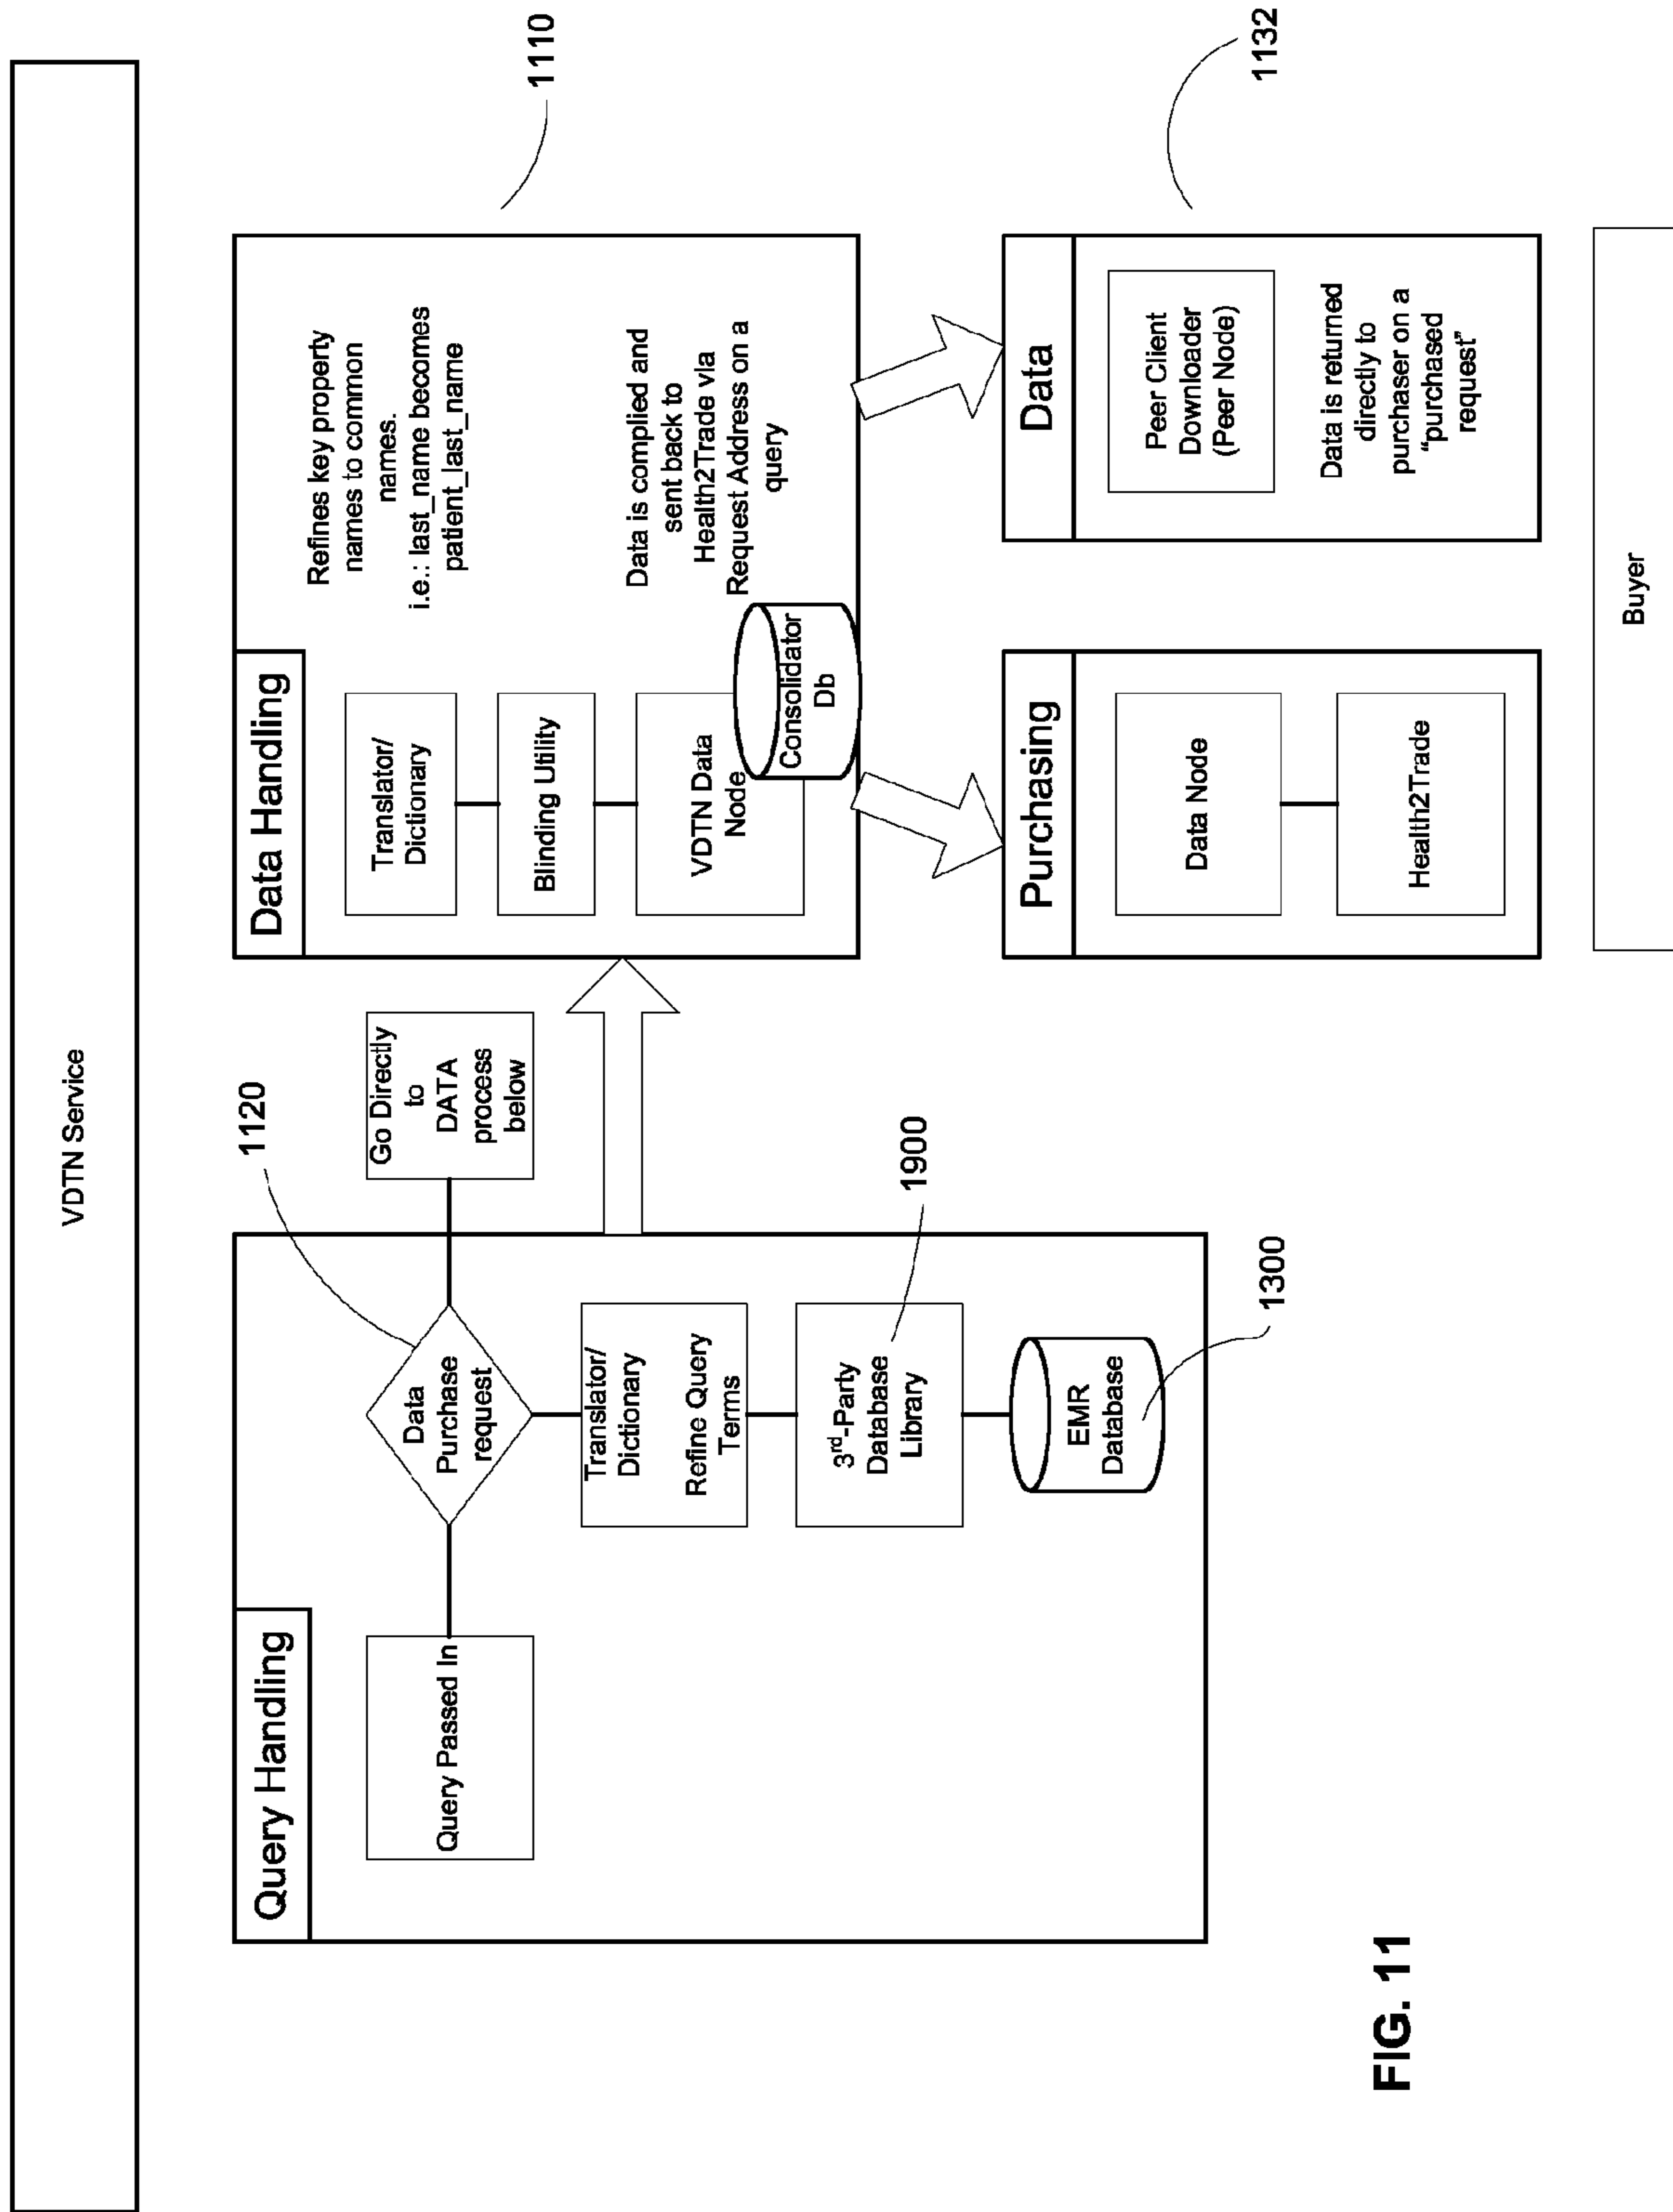 VDTN Service
Query Handling
Query Passed In
Data
Purchase
request
1120
Go Directly
to
DATA
process
below
Translator/
Dictionary
Refine Query
Terms
3rd-Party
Database
Library
1900
EMR
Database
1300
Data Handling
Translator/
Dictionary
Blinding Utility
VDTN Data
Node
Consolidator
Db
Refines key property
names to common
names.
i.e.: last_name becomes
patient_last_name
Data is complied and
sent back to
Health2Trade via
Request Address on a
query
1110
Purchasing
Data Node
Health2Trade
Data
Peer Client
Downloader
(Peer Node)
Data is returned
directly to
purchaser on a
“purchased
request”
1132
Buyer
FIG. 11